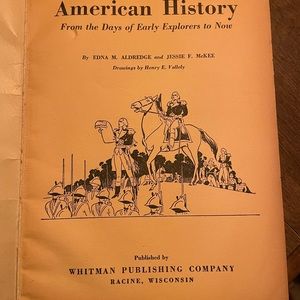 American History
From the Days of Early Explorers to Now
By EDNA M. ALDREDGE and JESSIE F. McKEE
Drawings by Henry E. Vallely
Published by
WHITMAN PUBLISHING COMPANY
RACINE, WISCONSIN